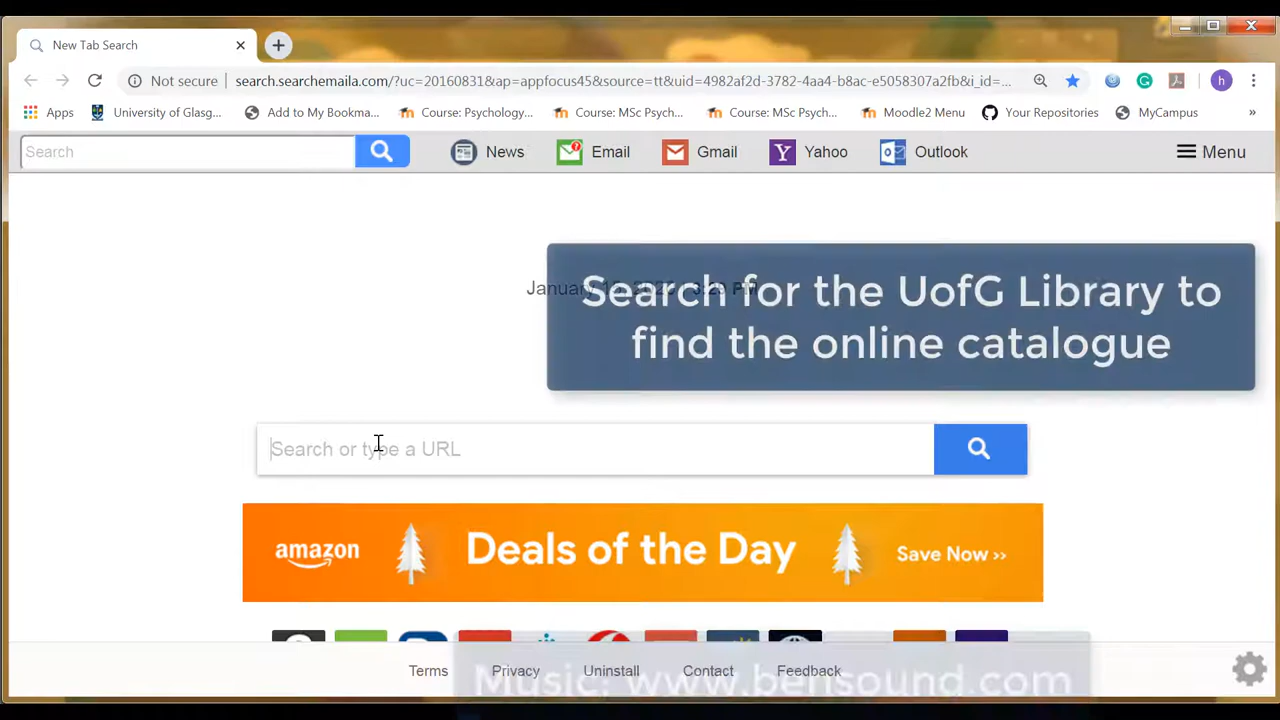 New Tab Search
Not secure search.searchemaila.com/?uc=20160831&ap=appfocus45&source=tt&uid=4982af2d-3782-4aa4-b8ac-e5058307a2fb&i_id=...
h
Apps University of Glasg... Add to My Bookma... Course: Psychology... Course: MSc Psych... Course: MSc Psych... Moodle2 Menu Your Repositories MyCampus »
Search News Email Gmail Yahoo Outlook Menu
January
Search for the UofG Library to
find the online catalogue
Search or type a URL
amazon Deals of the Day Save Now >>
Terms Privacy Uninstall Contact Feedback
Music: www.bensound.com